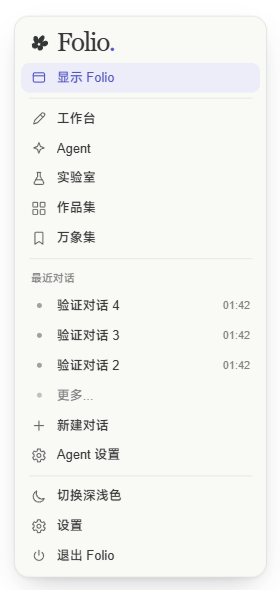 Folio.
显示 Folio
工作台
Agent
实验室
作品集
万象集
最近对话
验证对话 4 01:42
验证对话 3 01:42
验证对话 2 01:42
更多...
新建对话
Agent 设置
切换深浅色
设置
退出 Folio